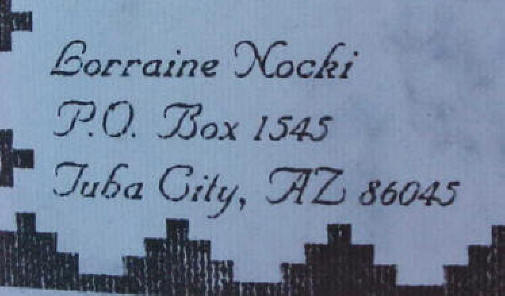 Lorraine Nocki
P.O. Box 1545
Tuba City, AZ 86045